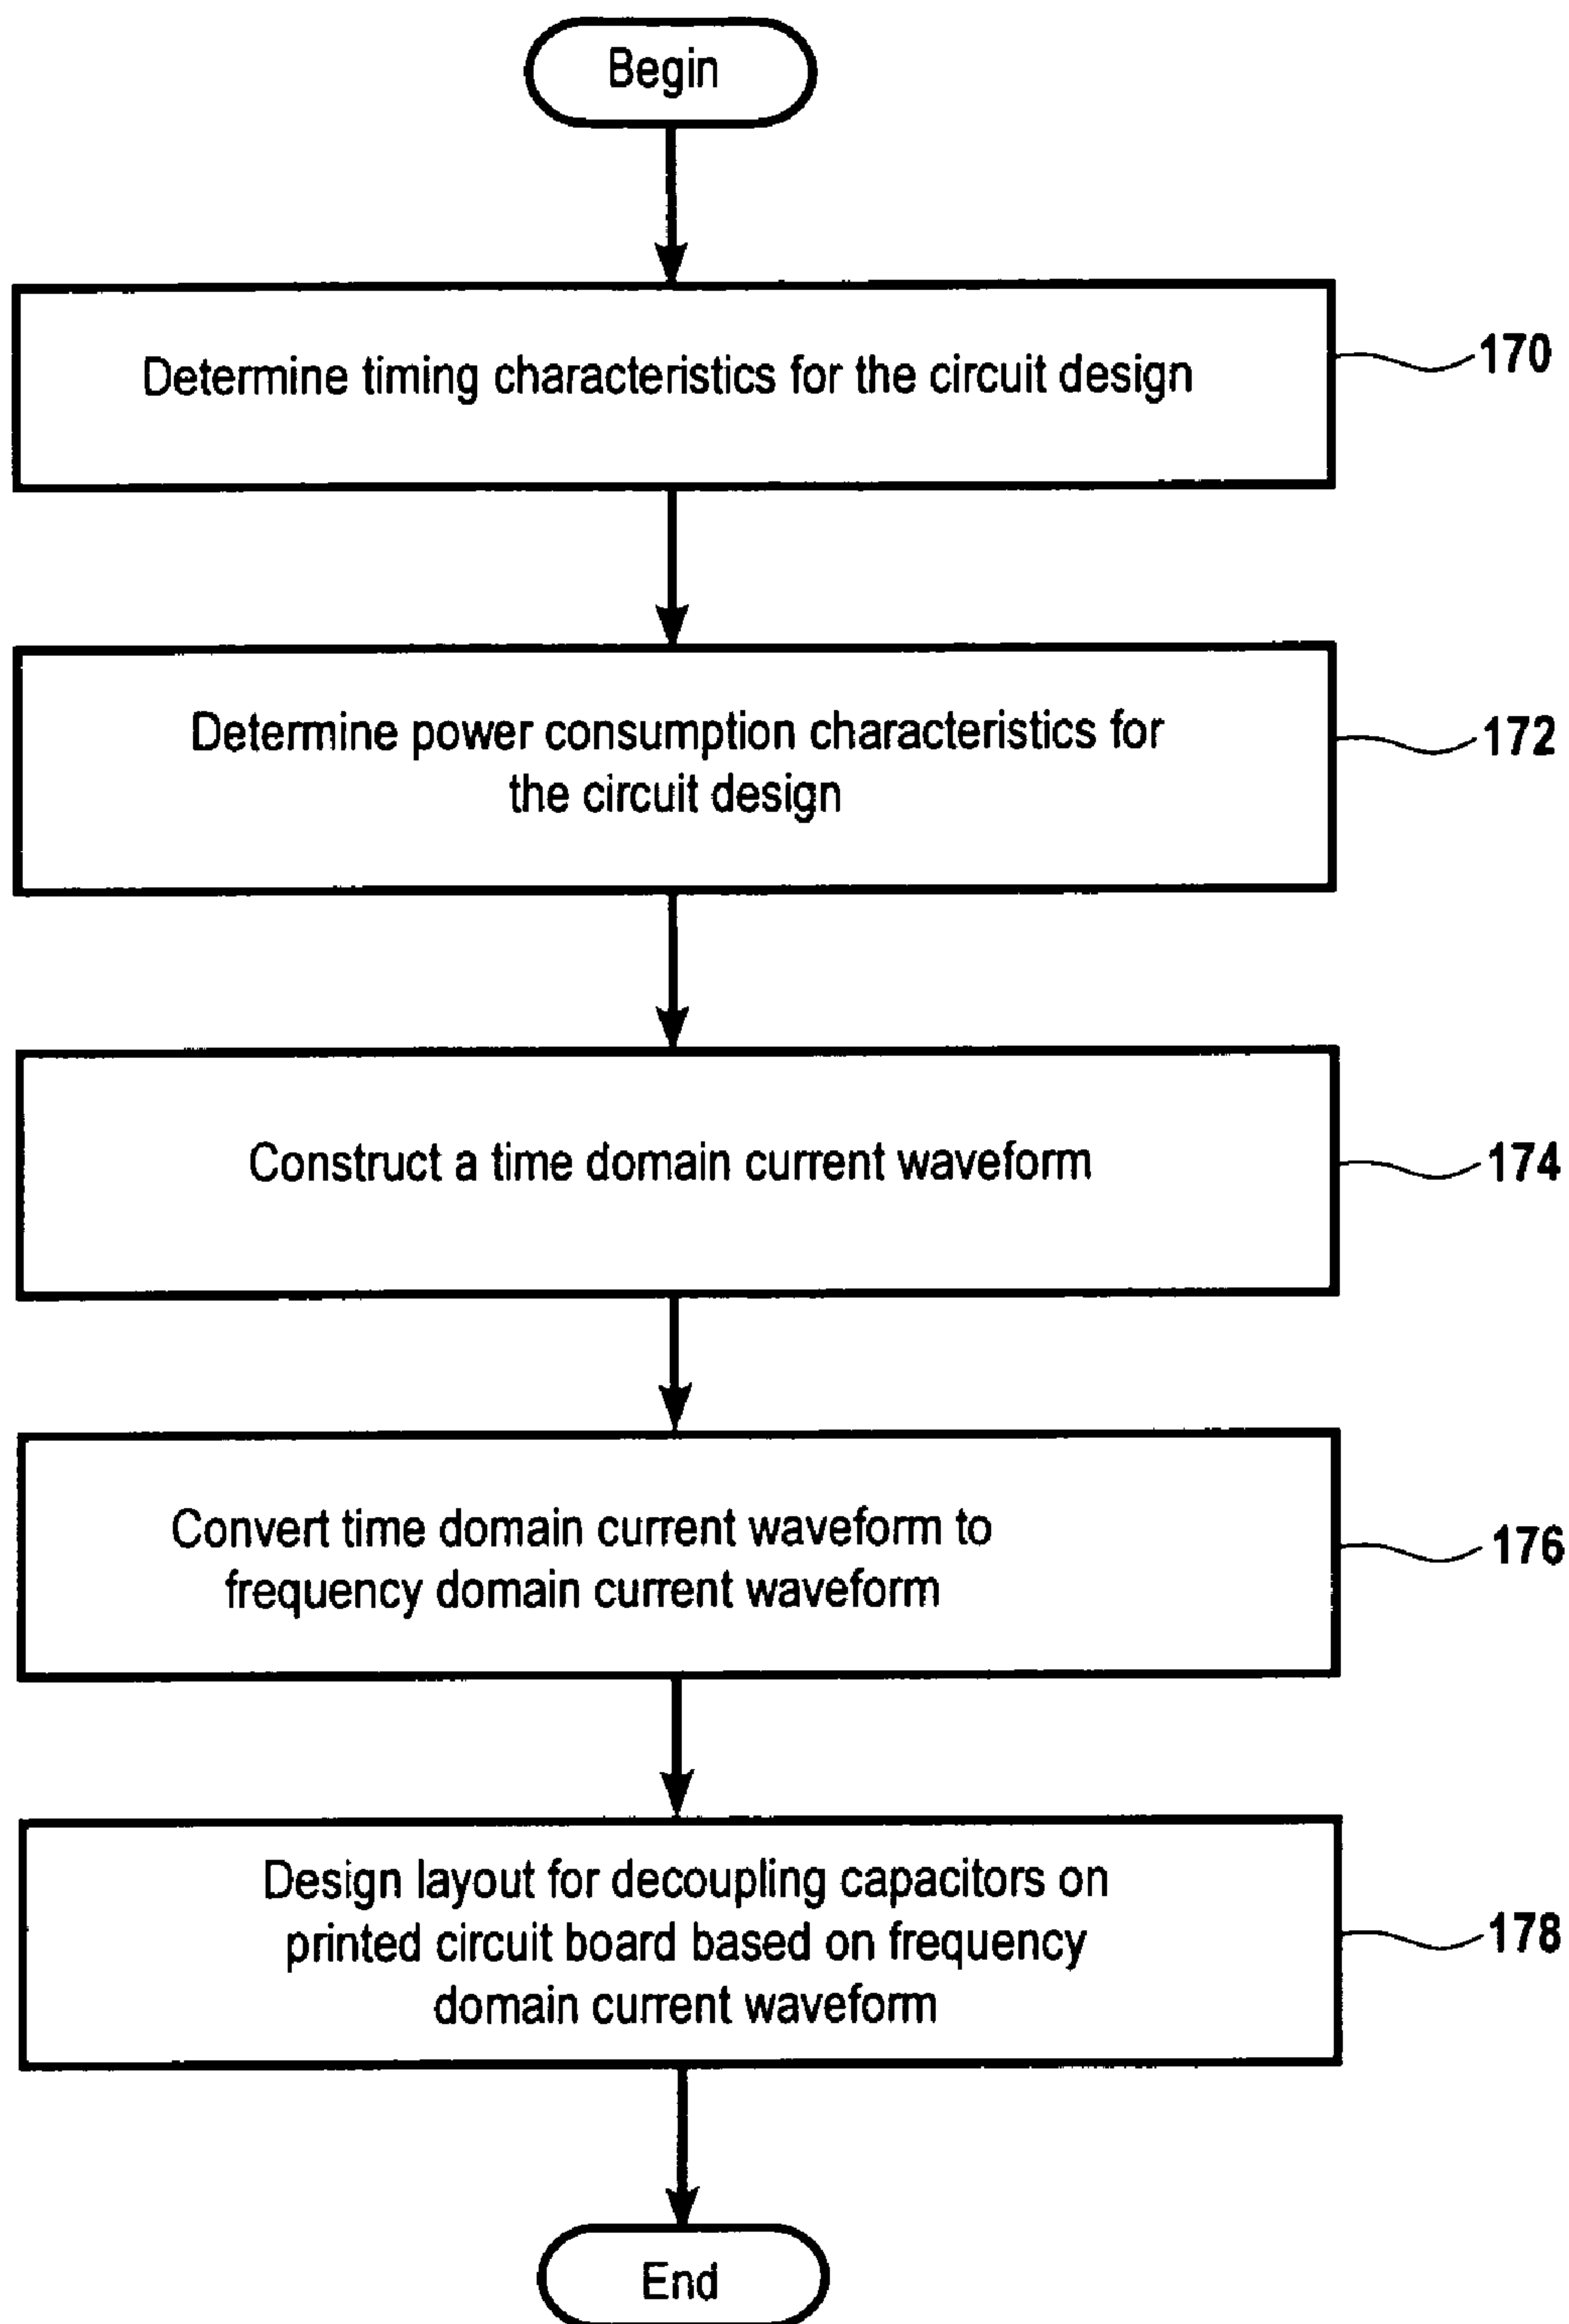 Begin
Determine timing characteristics for the circuit design
170
Determine power consumption characteristics for
the circuit design
172
Construct a time domain current waveform
174
Convert time domain current waveform to
frequency domain current waveform
176
Design layout for decoupling capacitors on
printed circuit board based on frequency
domain current waveform
178
End